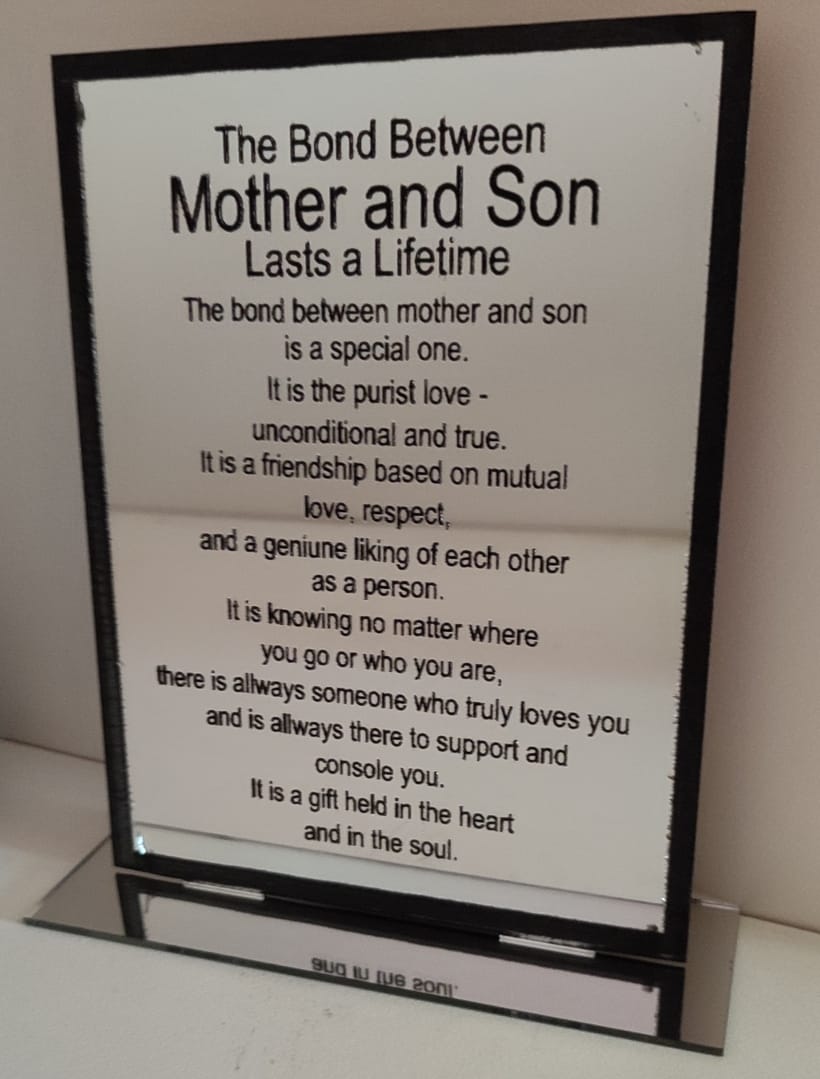 The Bond Between
Mother and Son
Lasts a Lifetime
The bond between mother and son
is a special one.
It is the purist love -
unconditional and true.
It is a friendship based on mutual
love, respect,
and a geniune liking of each other
as a person.
It is knowing no matter where
you go or who you are,
there is allways someone who truly loves you
and is allways there to support and
console you.
It is a gift held in the heart
and in the soul.